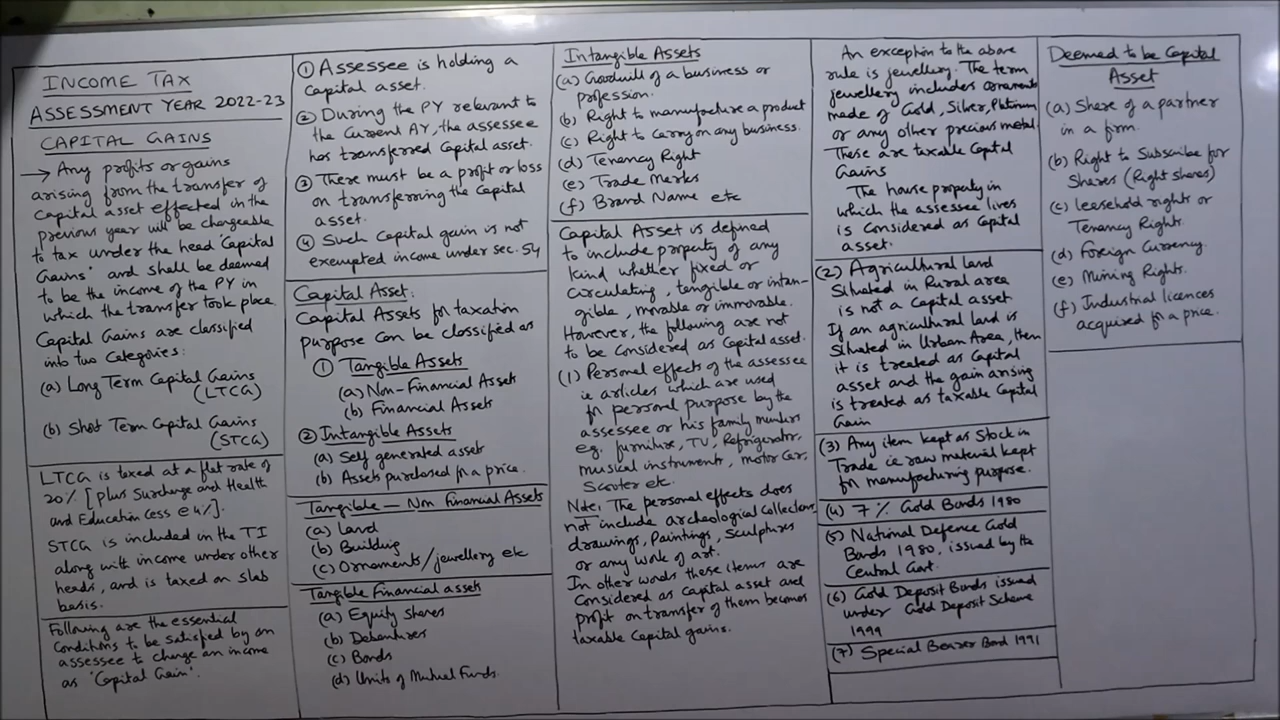 INCOME TAX
ASSESSMENT YEAR 2022-23
CAPITAL GAINS
→ Any profits or gains
arising from the transfer of
Capital asset effected in the
previous year will be chargeable
to tax under the head "Capital
Gains" and shall be deemed
to be the income of the PY in
which the transfer took place.
Capital Gains are classified
into two Categories:
(a) Long Term Capital Gains
(LTCG)
(b) Short Term Capital Gains
(STCG)
LTCG is taxed at a flat rate of
20% [plus Surcharge and Health
and Education Cess @ 4%].
STCG is included in the TI
along with income under other
heads, and is taxed on slab
basis.
Following are the essential
Conditions to be satisfied by an
assessee to charge an income
as 'Capital Gain'.
① Assessee is holding a
Capital asset.
② During the PY relevant to
the Current AY, the assessee
has transferred Capital asset.
③ There must be a profit or loss
on transferring the Capital
asset.
④ Such Capital gain is not
exempted income under sec. 54
Capital Asset:
Capital Assets for taxation
purpose can be classified as
① Tangible Assets
(a) Non-Financial Assets
(b) Financial Assets
② Intangible Assets
(a) Self generated asset
(b) Assets purchased for a price.
Tangible — Non Financial Assets
(a) Land
(b) Building
(c) Ornaments/jewellery etc
Tangible Financial assets
(a) Equity Shares
(b) Debentures
(c) Bonds
(d) Units of Mutual Funds.
Intangible Assets
(a) Goodwill of a business or
profession.
(b) Right to manufacture a product
(c) Right to Carry on any business.
(d) Tenancy Right
(e) Trade Marks
(f) Brand Name etc
Capital Asset is defined
to include property of any
kind whether fixed or
circulating, tangible or intan-
gible, movable or immovable.
However, the following are not
to be considered as Capital asset.
(1) Personal effects of the assessee
ie articles which are used
for personal purpose by the
assessee or his family members
eg. furniture, TV, Refrigerator,
musical instruments, motor Car,
Scooter etc.
Note: The personal effects does
not include archeological Collections,
drawings, Paintings, Sculptures
or any work of art.
In other words these items are
Considered as Capital asset and
profit on transfer of them becomes
taxable Capital gains.
An exception to the above
rule is jewellery. The term
jewellery includes ornaments
made of Gold, Silver, Platinum
or any other precious metal.
These are taxable Capital
Gains
The house property in
which the assessee lives
is considered as Capital
asset.
(2) Agricultural land
Situated in Rural area
is not a Capital asset
If an agricultural land is
Situated in Urban Area, then
it is treated as Capital
asset and the gain arising
is treated as taxable Capital
Gain
(3) Any item kept as Stock in
Trade ie raw material kept
for manufacturing purpose.
(4) 7% Gold Bonds 1980
(5) National Defence Gold
Bonds 1980, issued by the
Central Govt.
(6) Gold Deposit Bonds issued
under Gold Deposit Scheme
1999
(7) Special Bearer Bond 1991
Deemed to be Capital
Asset
(a) Share of a partner
in a firm.
(b) Right to Subscribe for
Shares (Right shares)
(c) leasehold rights or
Tenancy Rights.
(d) Foreign Currency.
(e) Mining Rights.
(f) Industrial licences
acquired for a price.